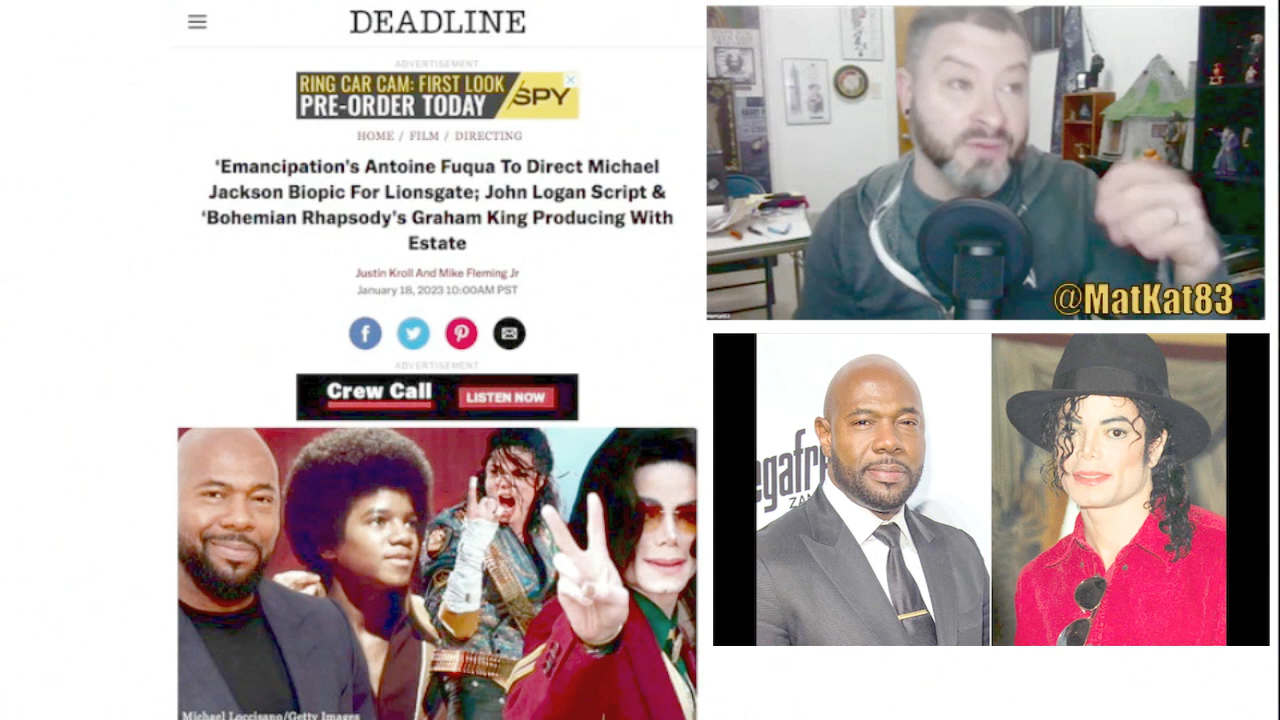 DEADLINE
ADVERTISEMENT
RING CAR CAM: FIRST LOOK
PRE-ORDER TODAY
SPY
HOME / FILM / DIRECTING
‘Emancipation’s Antoine Fuqua To Direct Michael
Jackson Biopic For Lionsgate; John Logan Script &
‘Bohemian Rhapsody’s Graham King Producing With
Estate
Justin Kroll And Mike Fleming Jr
January 18, 2023 10:00AM PST
ADVERTISEMENT
Crew Call
LISTEN NOW
Michael Loccisano/Getty Images
@MatKat83
egafr
ZAN